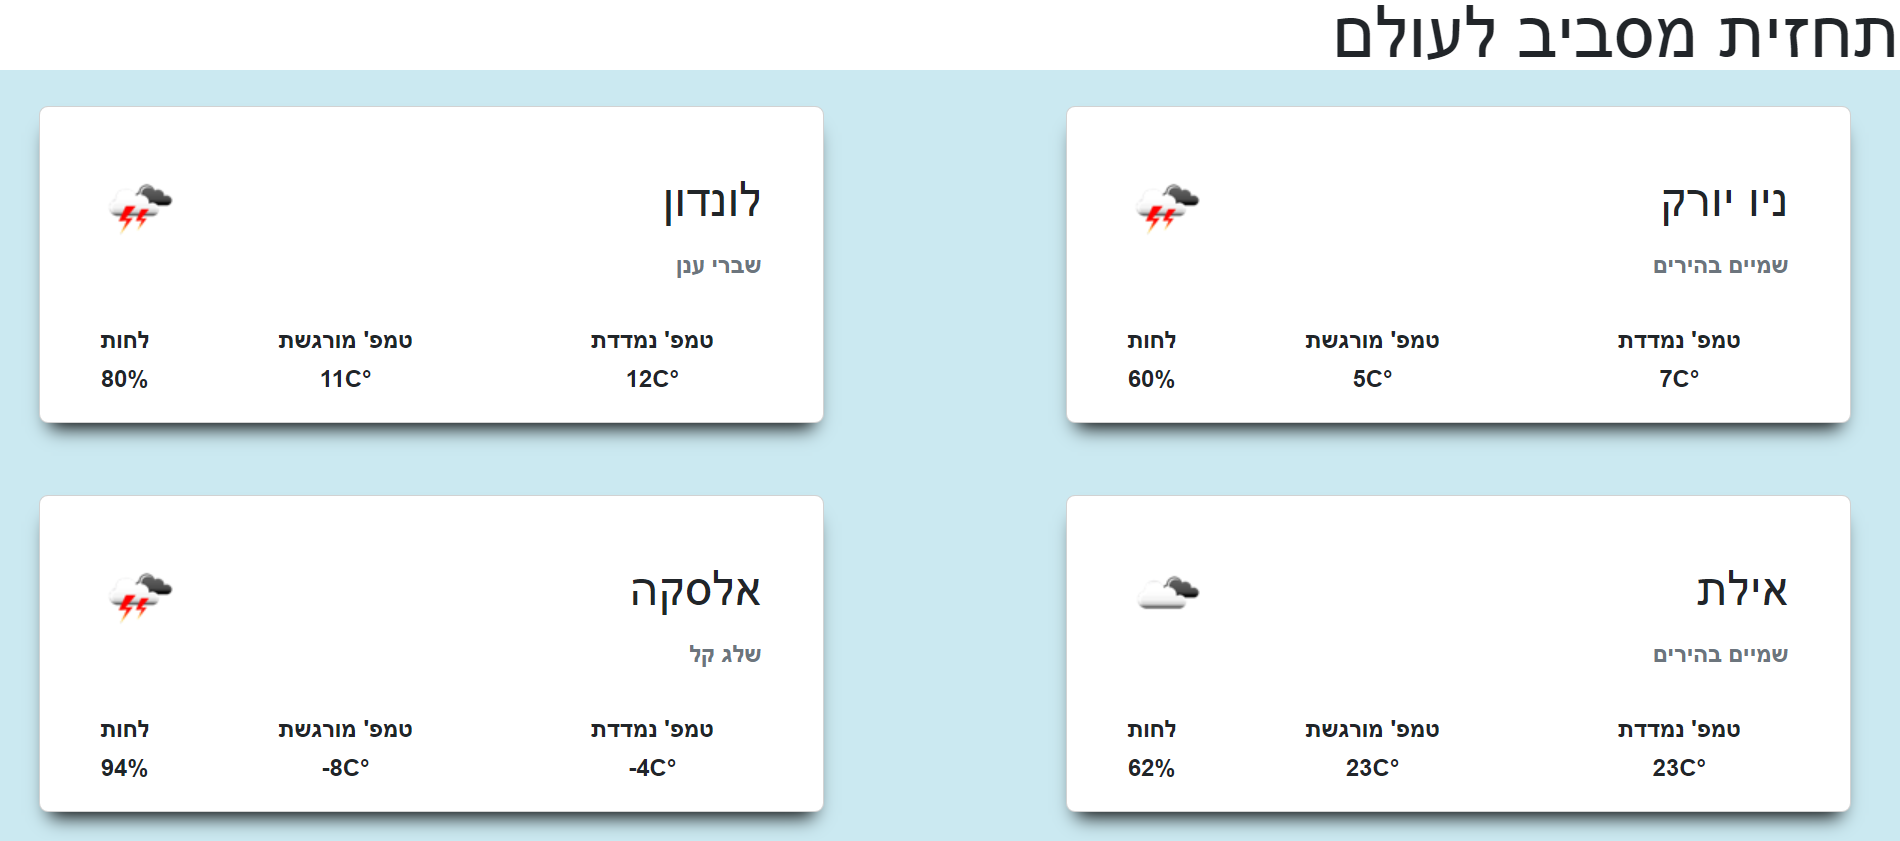 תחזית מסביב לעולם
ניו יורק
שמיים בהירים
טמפ' נמדדת טמפ' מורגשת לחות
7C° 5C° 60%
לונדון
שברי ענן
טמפ' נמדדת טמפ' מורגשת לחות
12C° 11C° 80%
אילת
שמיים בהירים
טמפ' נמדדת טמפ' מורגשת לחות
23C° 23C° 62%
אלסקה
שלג קל
טמפ' נמדדת טמפ' מורגשת לחות
-4C° -8C° 94%